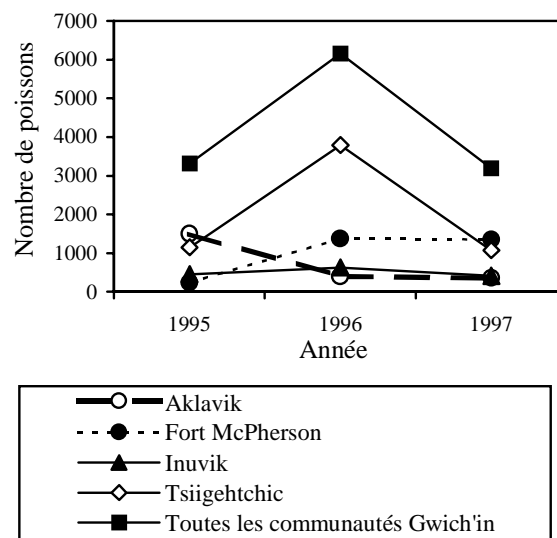 Nombre de poissons
7000
6000
5000
4000
3000
2000
1000
0
1995 1996 1997
Année
Aklavik
Fort McPherson
Inuvik
Tsiigehtchic
Toutes les communautés Gwich'in